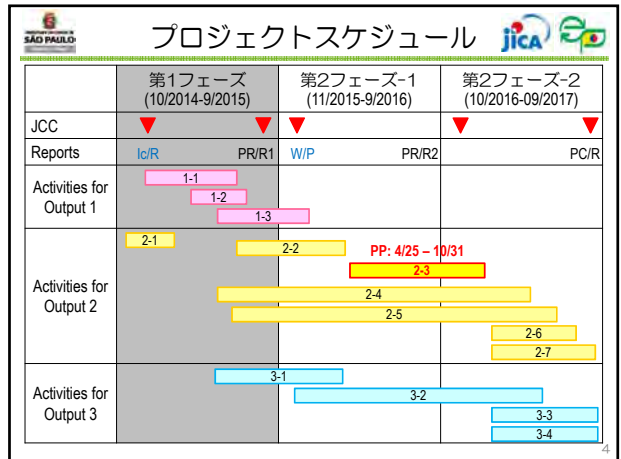 SÃO PAULO
プロジェクトスケジュール
jica
第1フェーズ
(10/2014-9/2015)
第2フェーズ-1
(11/2015-9/2016)
第2フェーズ-2
(10/2016-09/2017)
JCC
Reports
Ic/R
PR/R1
W/P
PR/R2
PC/R
Activities for
Output 1
1-1
1-2
1-3
Activities for
Output 2
2-1
2-2
PP: 4/25 – 10/31
2-3
2-4
2-5
2-6
2-7
Activities for
Output 3
3-1
3-2
3-3
3-4
4